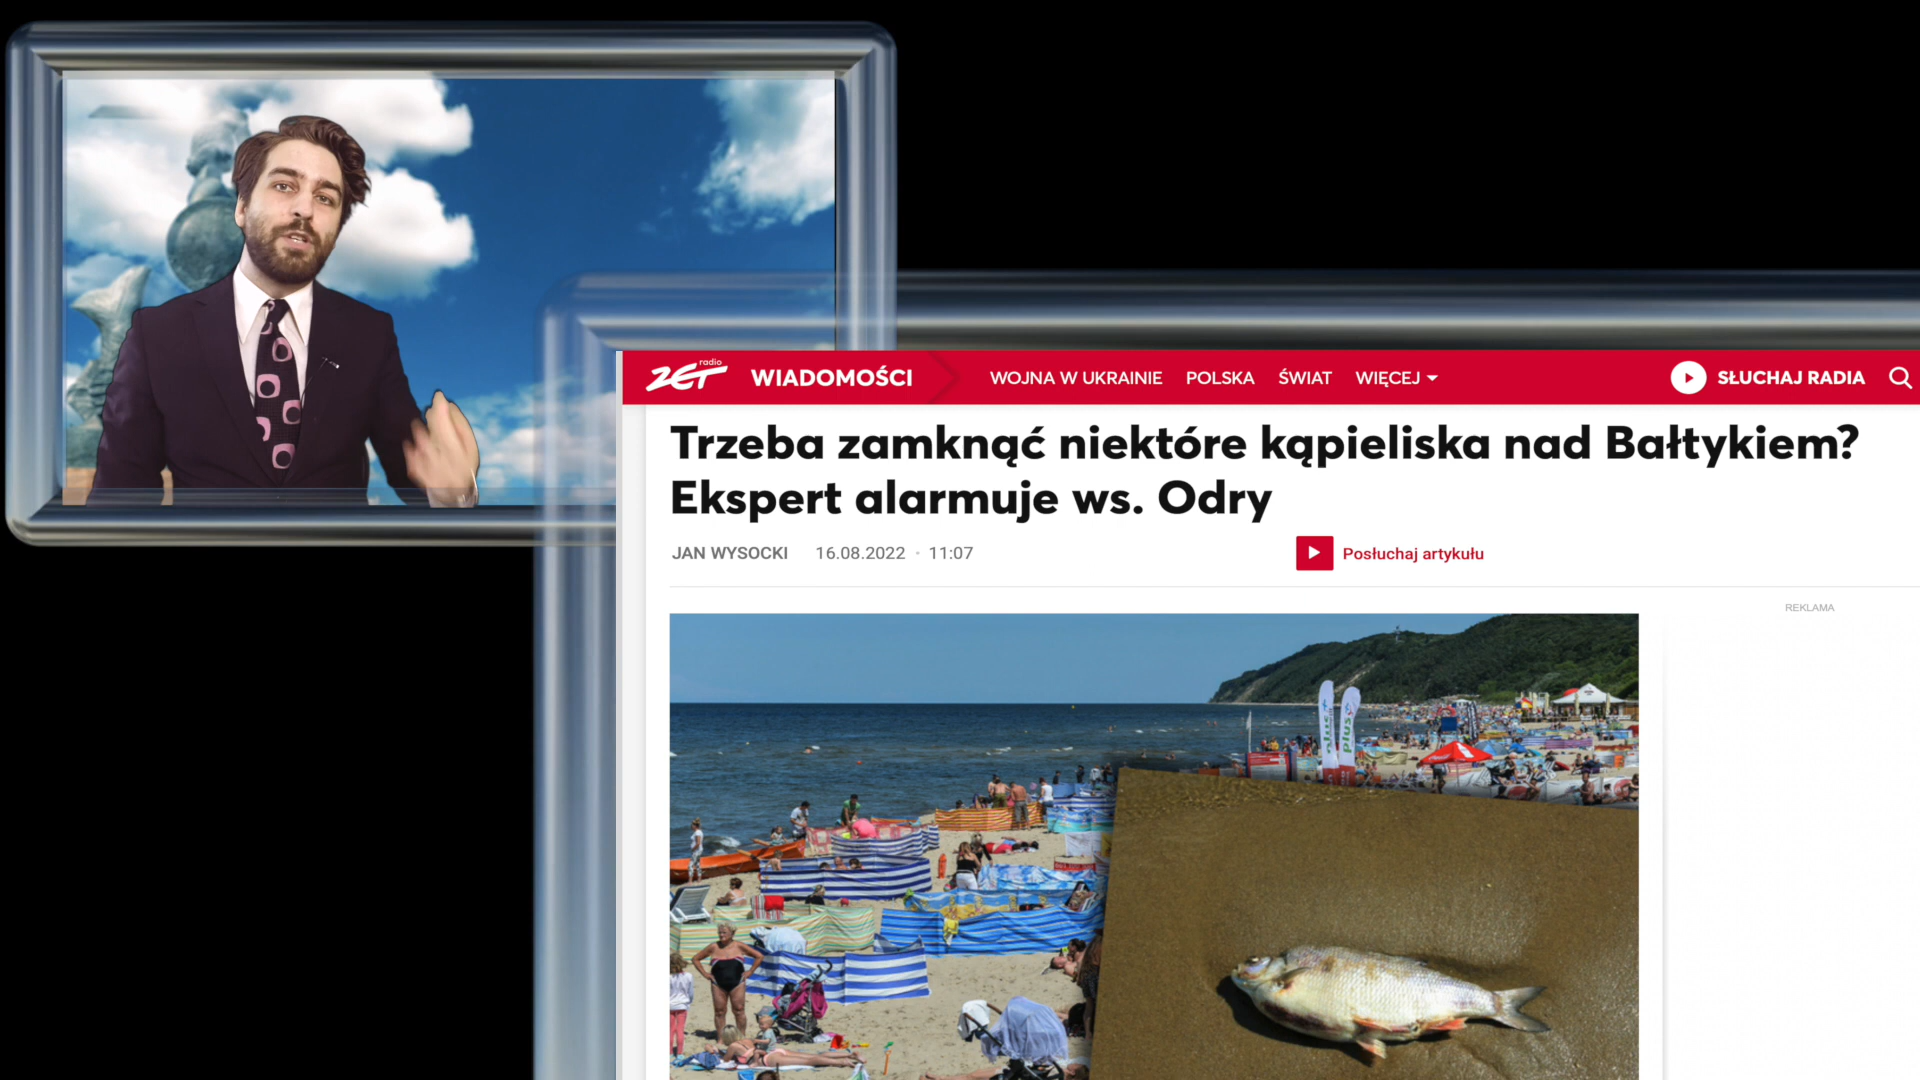 radio
ZET
WIADOMOŚCI
WOJNA W UKRAINIE
POLSKA
ŚWIAT
WIĘCEJ
SŁUCHAJ RADIA
Trzeba zamknąć niektóre kąpieliska nad Bałtykiem?
Ekspert alarmuje ws. Odry
JAN WYSOCKI
16.08.2022 • 11:07
Posłuchaj artykułu
REKLAMA
plus
plus